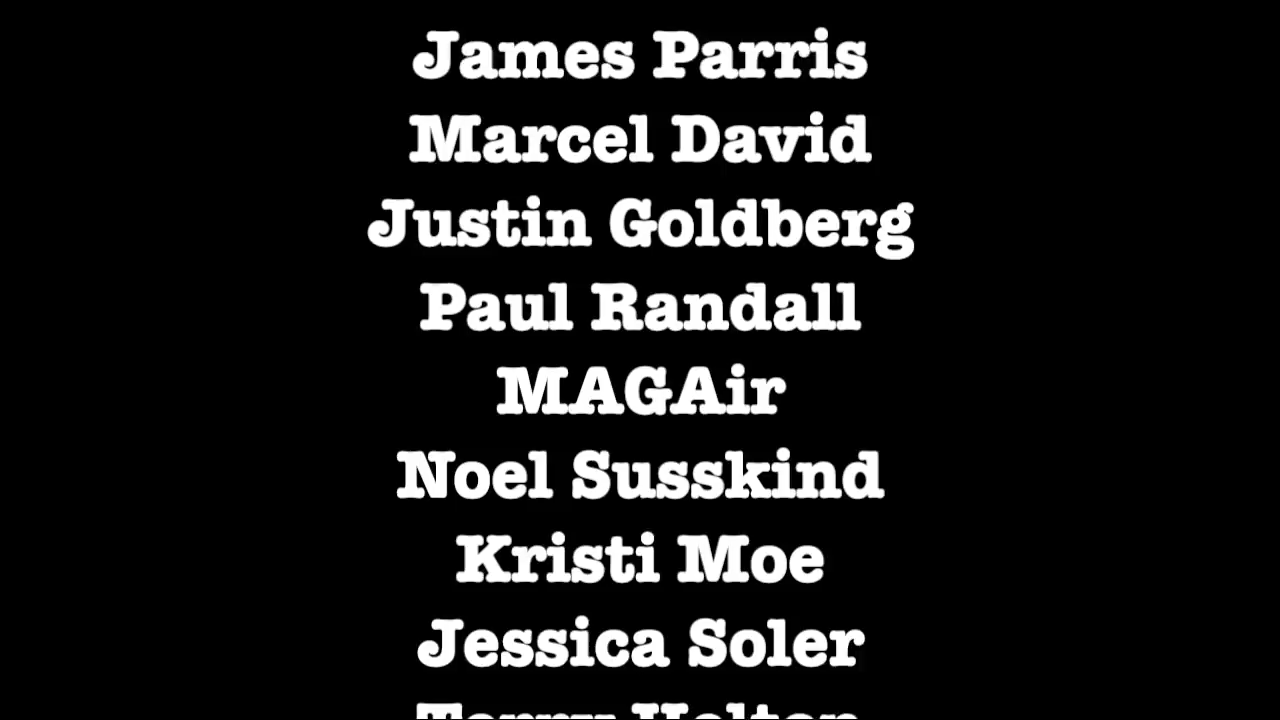 James Parris
Marcel David
Justin Goldberg
Paul Randall
MAGAir
Noel Susskind
Kristi Moe
Jessica Soler